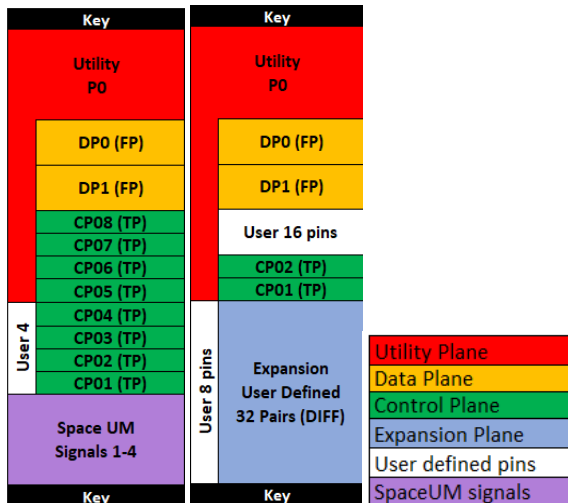 Key
Utility
P0
DP0 (FP)
DP1 (FP)
CP08 (TP)
CP07 (TP)
CP06 (TP)
CP05 (TP)
CP04 (TP)
CP03 (TP)
CP02 (TP)
CP01 (TP)
User 4
Space UM
Signals 1-4
Key
Key
Utility
P0
DP0 (FP)
DP1 (FP)
User 16 pins
CP02 (TP)
CP01 (TP)
User 8 pins
Expansion
User Defined
32 Pairs (DIFF)
Key
Utility Plane
Data Plane
Control Plane
Expansion Plane
User defined pins
SpaceUM signals